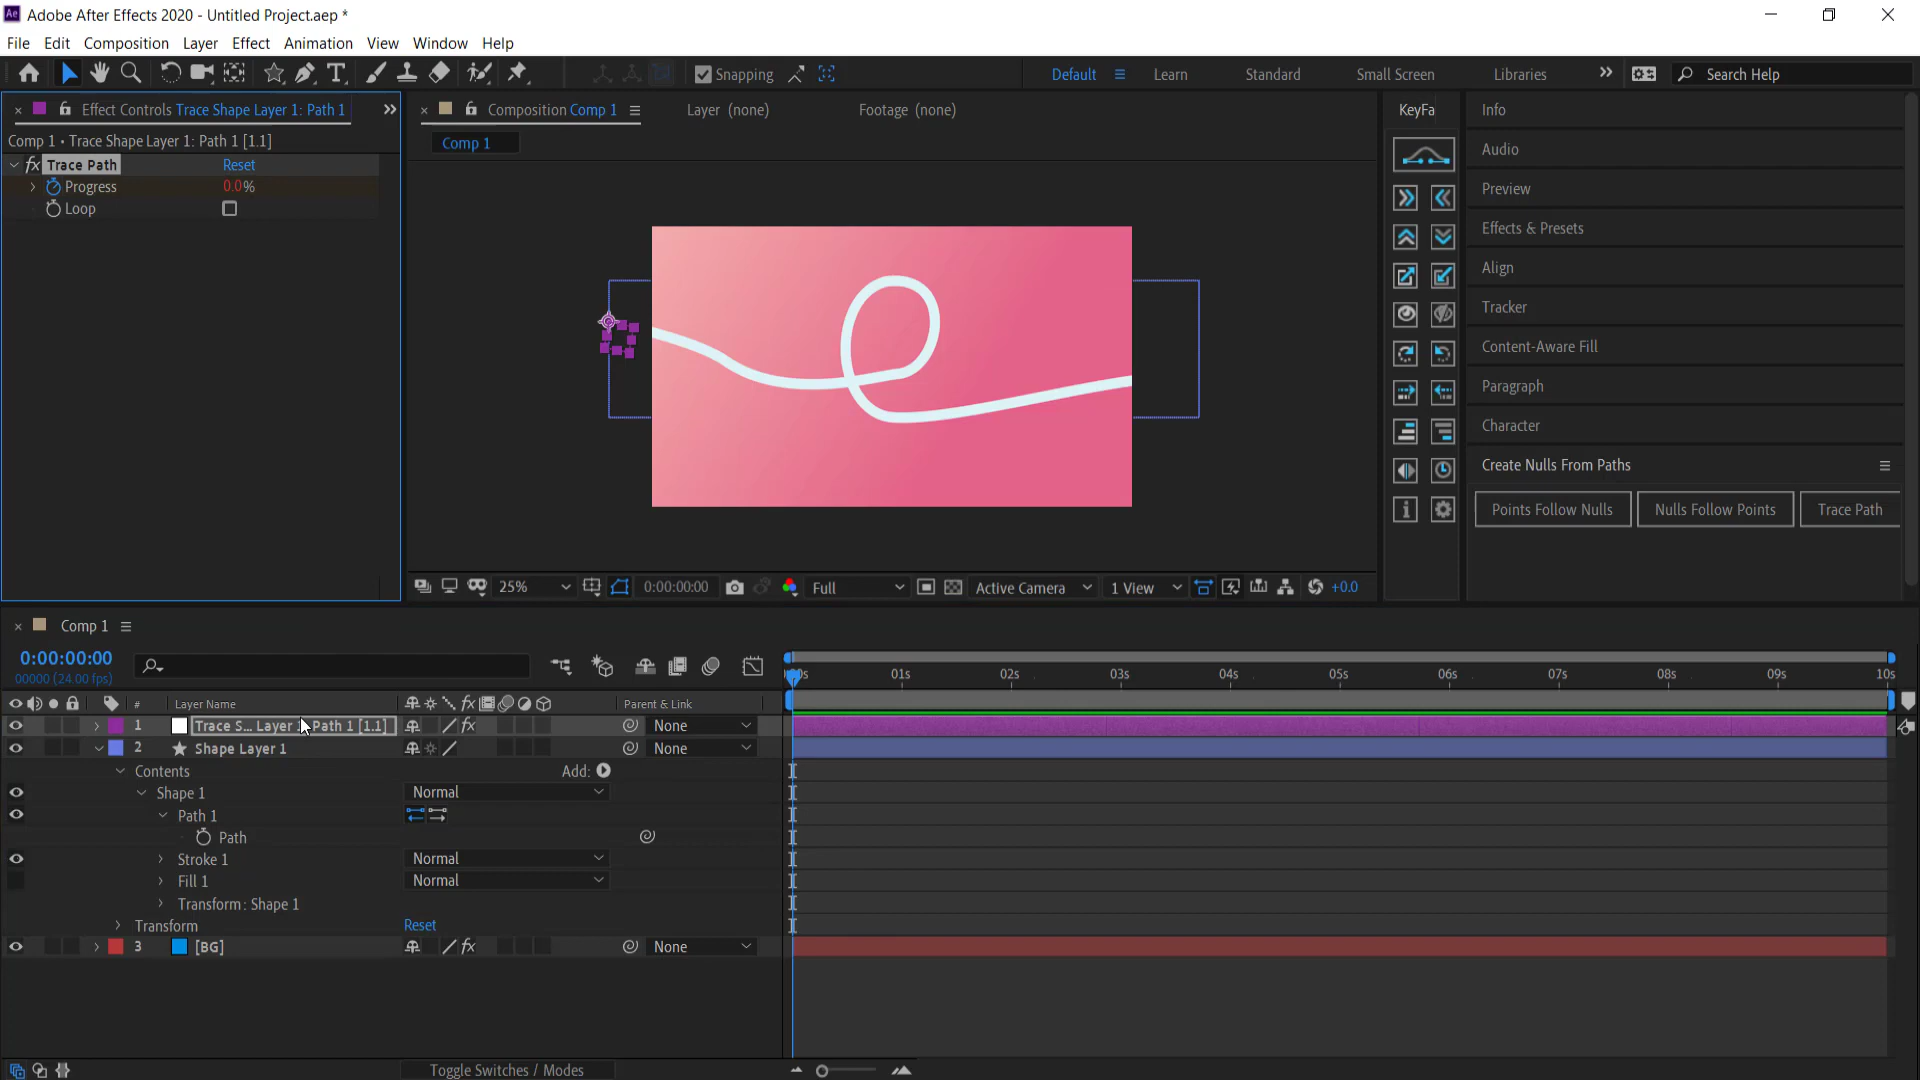 Adobe After Effects 2020 - Untitled Project.aep *
File Edit Composition Layer Effect Animation View Window Help
Snapping
Default Learn Standard Small Screen Libraries Search Help
Effect Controls Trace Shape Layer 1: Path 1
Composition Comp 1 Layer (none) Footage (none)
KeyFa
Info
Comp 1 • Trace Shape Layer 1: Path 1 [1.1]
Comp 1
fx Trace Path Reset
Progress 0.0%
Loop
Audio
Preview
Effects & Presets
Align
Tracker
Content-Aware Fill
Paragraph
Character
Create Nulls From Paths
Points Follow Nulls Nulls Follow Points Trace Path
25% 0:00:00:00 Full Active Camera 1 View +0.0
Comp 1
0:00:00:00
00000 (24.00 fps)
01s 02s 03s 04s 05s 06s 07s 08s 09s 10s
# Layer Name fx Parent & Link
1 Trace S... Layer 1: Path 1 [1.1] fx None
2 Shape Layer 1 None
Contents Add:
Shape 1 Normal
Path 1
Path
Stroke 1 Normal
Fill 1 Normal
Transform: Shape 1
Transform Reset
3 [BG] fx None
Toggle Switches / Modes